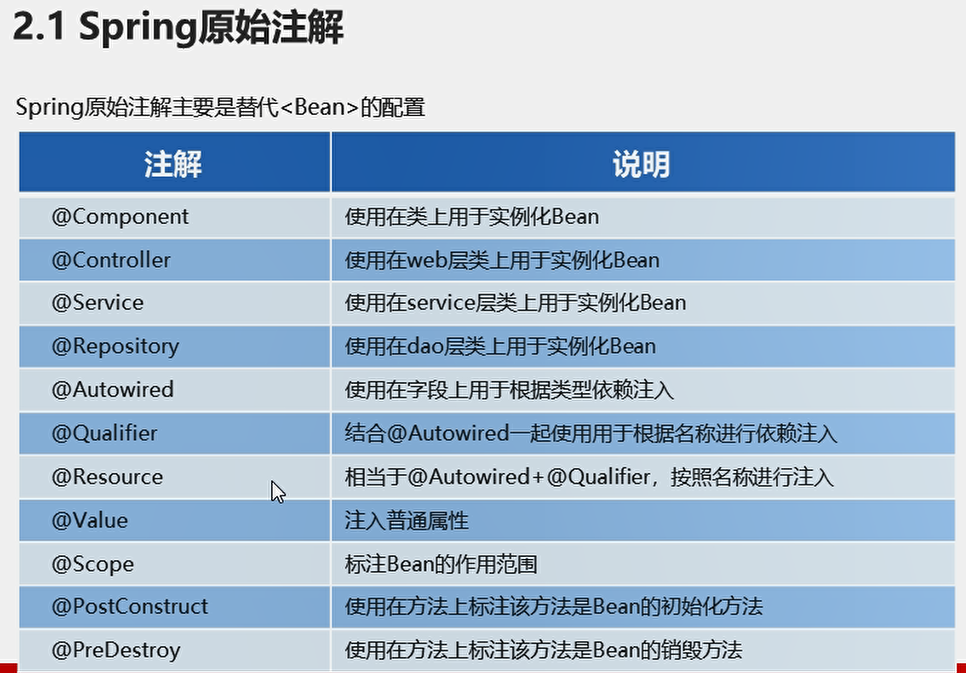 2.1 Spring原始注解
Spring原始注解主要是替代<Bean>的配置
注解 说明
@Component 使用在类上用于实例化Bean
@Controller 使用在web层类上用于实例化Bean
@Service 使用在service层类上用于实例化Bean
@Repository 使用在dao层类上用于实例化Bean
@Autowired 使用在字段上用于根据类型依赖注入
@Qualifier 结合@Autowired一起使用用于根据名称进行依赖注入
@Resource 相当于@Autowired+@Qualifier，按照名称进行注入
@Value 注入普通属性
@Scope 标注Bean的作用范围
@PostConstruct 使用在方法上标注该方法是Bean的初始化方法
@PreDestroy 使用在方法上标注该方法是Bean的销毁方法